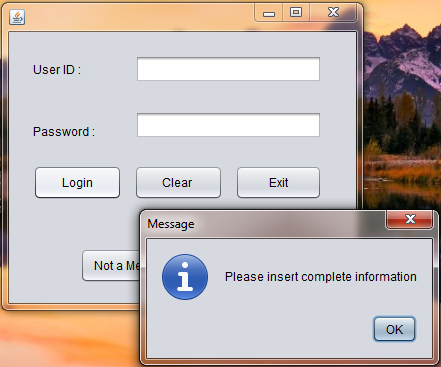 User ID :
Password :
Login Clear Exit
Not a Me
Message
Please insert complete information
OK